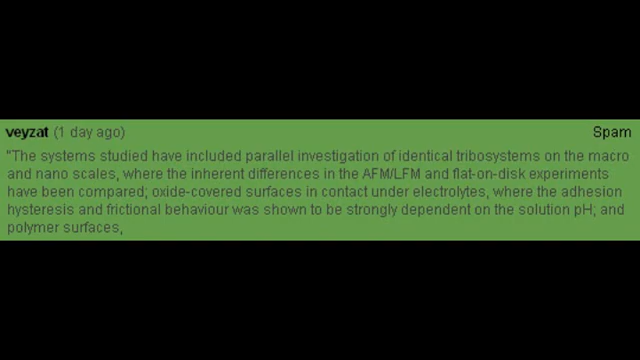 veyzat (1 day ago) Spam
"The systems studied have included parallel investigation of identical tribosystems on the macro
and nano scales, where the inherent differences in the AFM/LFM and flat-on-disk experiments
have been compared; oxide-covered surfaces in contact under electrolytes, where the adhesion
hysteresis and frictional behaviour was shown to be strongly dependent on the solution pH; and
polymer surfaces,